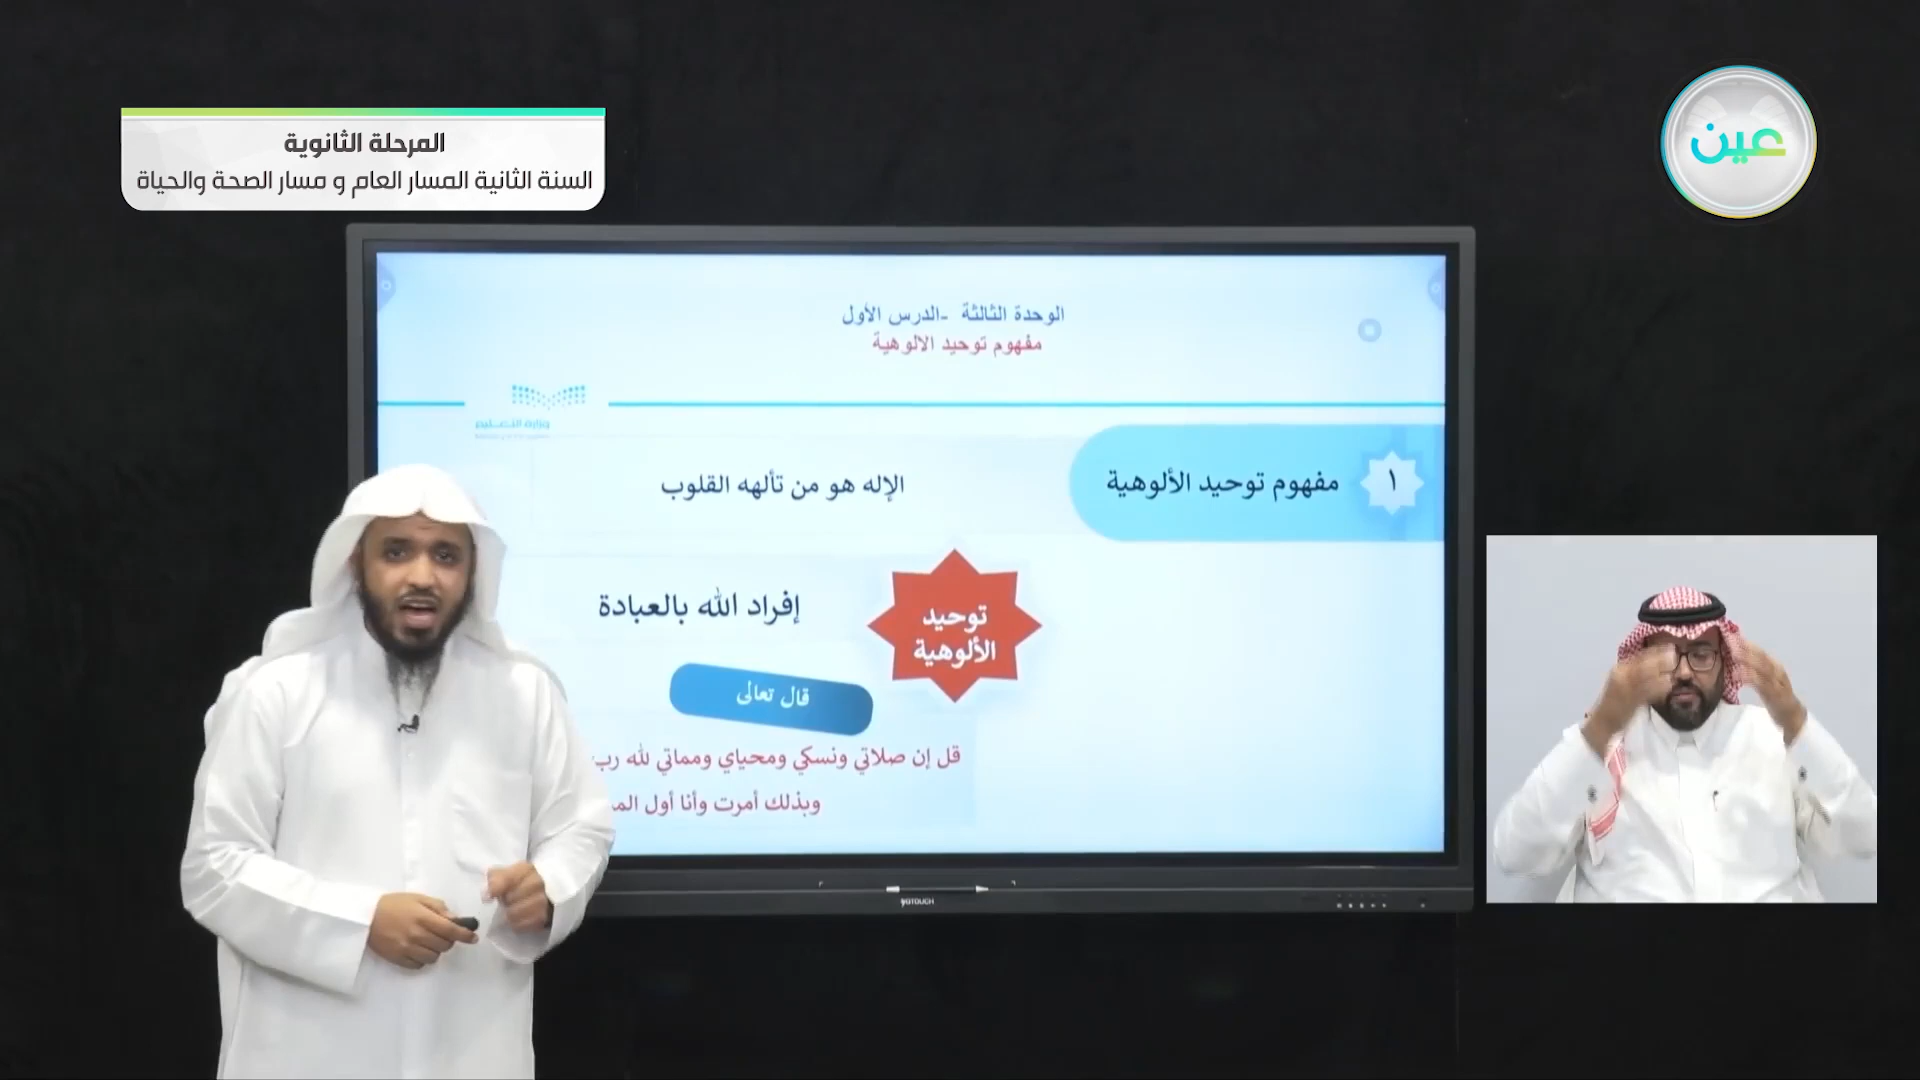 المرحلة الثانوية
السنة الثانية المسار العام و مسار الصحة والحياة
عين
الوحدة الثالثة -الدرس الأول
مفهوم توحيد الالوهية
وزارة التعليم
١
مفهوم توحيد الألوهية
الإله هو من تألهه القلوب
توحيد
الألوهية
إفراد الله بالعبادة
قال تعالى
قل إن صلاتي ونسكي ومحياي ومماتي لله رب
وبذلك أمرت وأنا أول